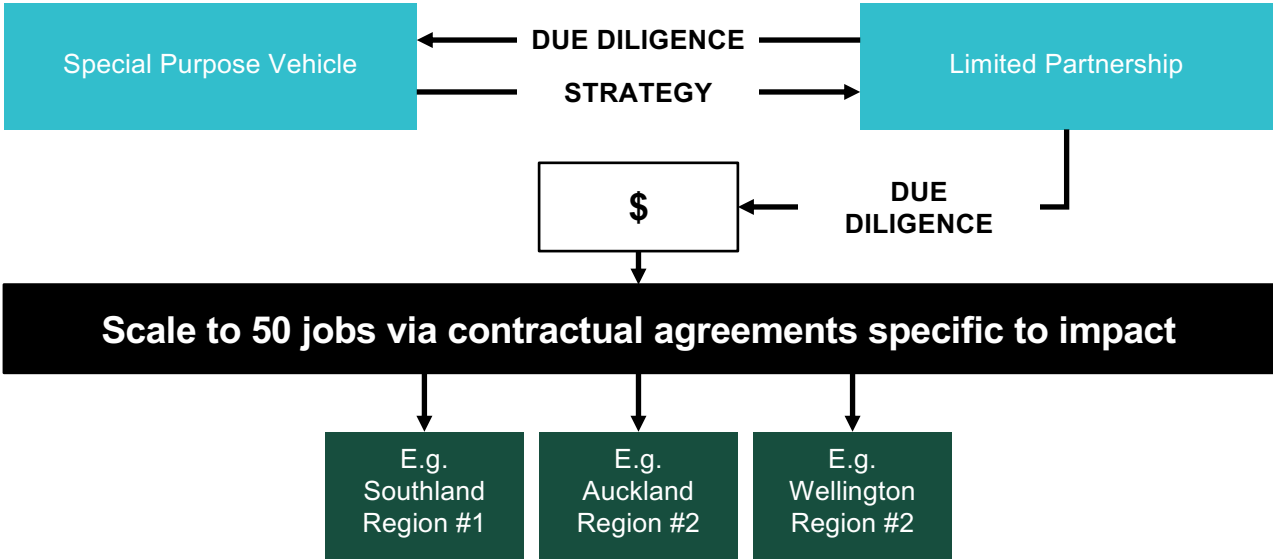 Special Purpose Vehicle
DUE DILIGENCE
STRATEGY
Limited Partnership
$
DUE
DILIGENCE
Scale to 50 jobs via contractual agreements specific to impact
E.g.
Southland
Region #1
E.g.
Auckland
Region #2
E.g.
Wellington
Region #2